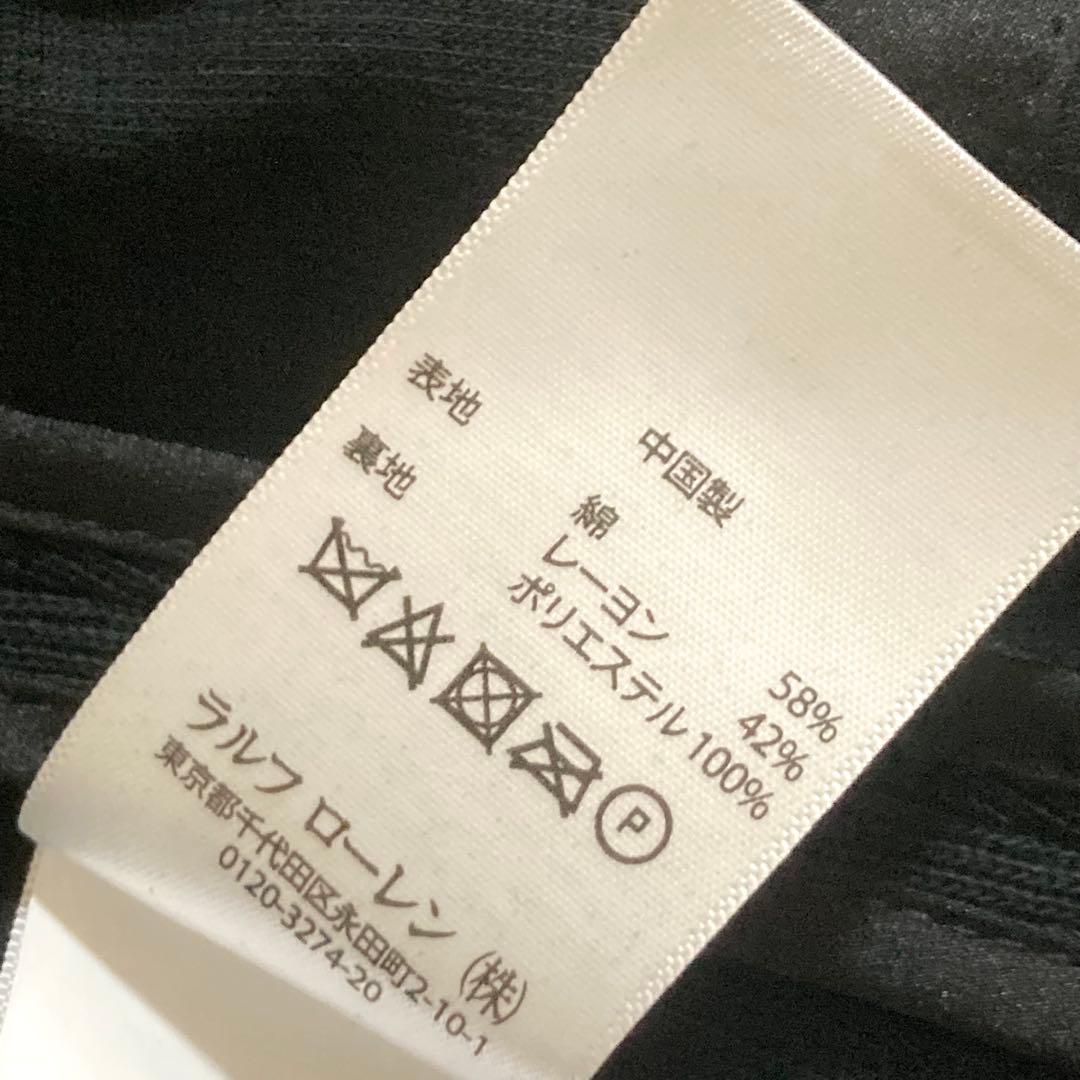 中国製
表地 綿 58%
レーヨン 42%
裏地 ポリエステル 100%
P
ラルフ ローレン (株)
東京都千代田区永田町2-10-1
0120-3274-20